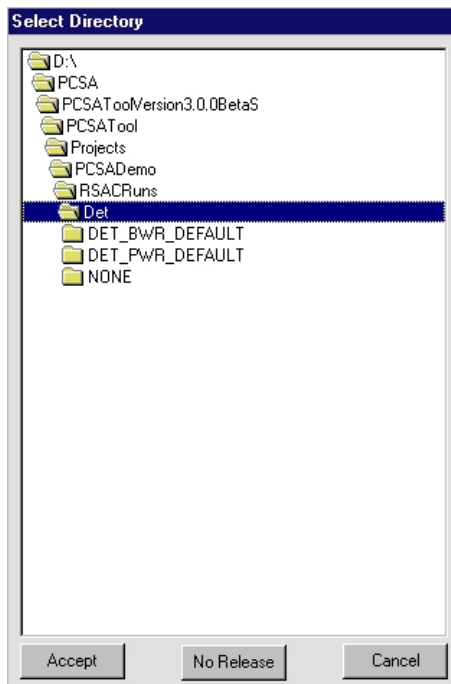 Select Directory
D:\
PCSA
PCSAToolVersion3.0.0BetaS
PCSATool
Projects
PCSADemo
RSACRuns
Det
DET_BWR_DEFAULT
DET_PWR_DEFAULT
NONE
Accept
No Release
Cancel